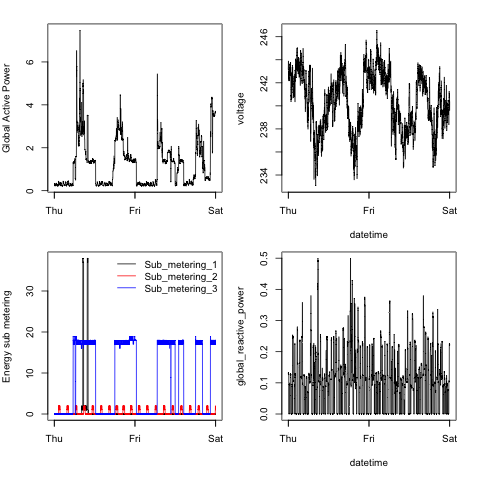 Global Active Power
0
2
4
6
Thu
Fri
Sat
voltage
234
238
242
246
Thu
Fri
Sat
datetime
Energy sub metering
0
10
20
30
Sub_metering_1
Sub_metering_2
Sub_metering_3
Thu
Fri
Sat
global_reactive_power
0.0
0.1
0.2
0.3
0.4
0.5
Thu
Fri
Sat
datetime